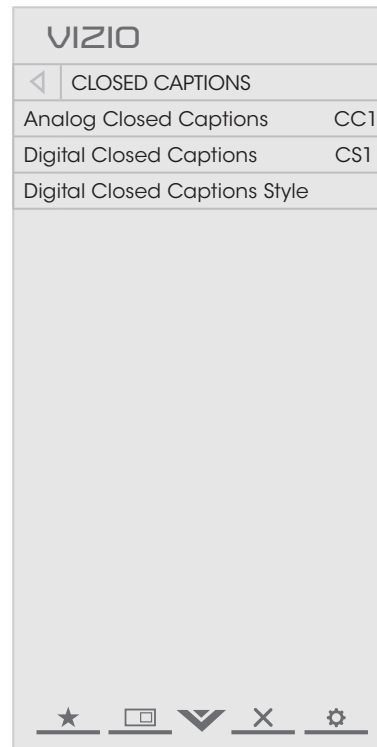 VIZIO
CLOSED CAPTIONS
Analog Closed Captions CC1
Digital Closed Captions CS1
Digital Closed Captions Style